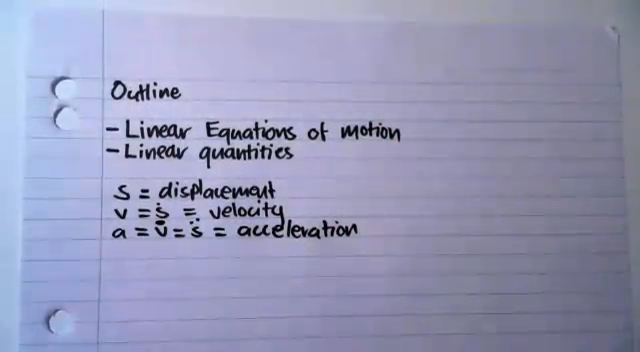 Outline
- Linear Equations of motion
- Linear quantities
s = displacement
v = ṡ = velocity
a = v̇ = s̈ = acceleration